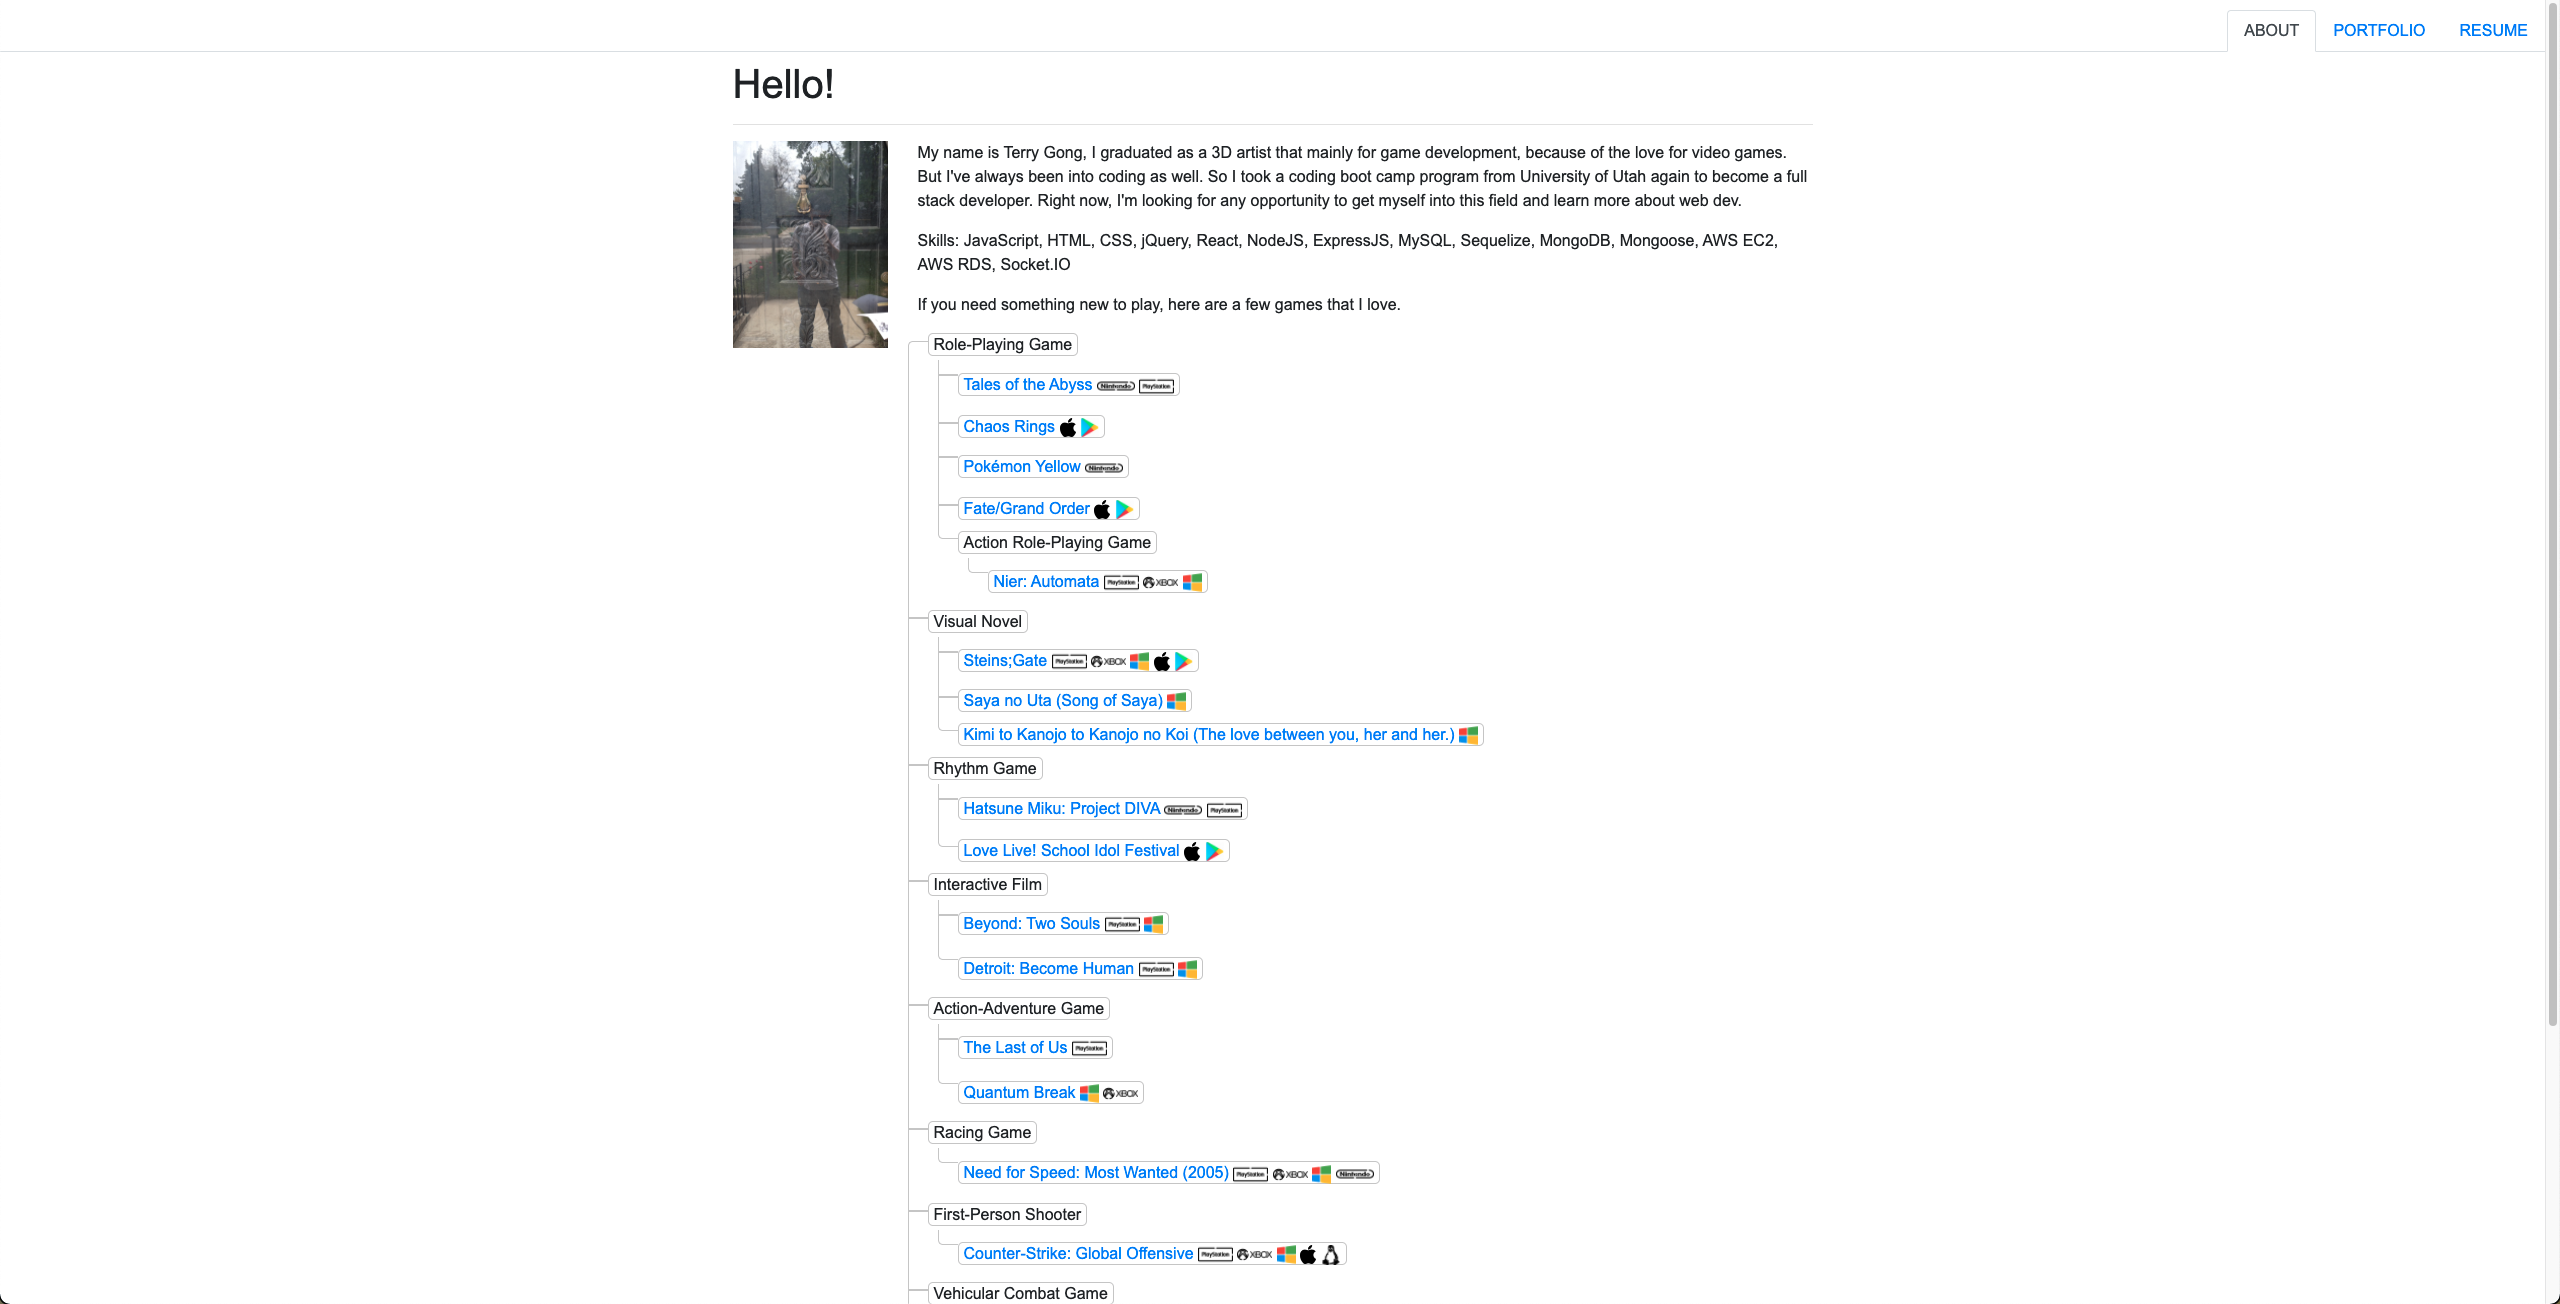 ABOUT PORTFOLIO RESUME
Hello!
My name is Terry Gong, I graduated as a 3D artist that mainly for game development, because of the love for video games.
But I've always been into coding as well. So I took a coding boot camp program from University of Utah again to become a full
stack developer. Right now, I'm looking for any opportunity to get myself into this field and learn more about web dev.
Skills: JavaScript, HTML, CSS, jQuery, React, NodeJS, ExpressJS, MySQL, Sequelize, MongoDB, Mongoose, AWS EC2,
AWS RDS, Socket.IO
If you need something new to play, here are a few games that I love.
Role-Playing Game
Tales of the Abyss Nintendo PlayStation
Chaos Rings
Pokémon Yellow Nintendo
Fate/Grand Order
Action Role-Playing Game
Nier: Automata PlayStation XBOX
Visual Novel
Steins;Gate PlayStation XBOX
Saya no Uta (Song of Saya)
Kimi to Kanojo to Kanojo no Koi (The love between you, her and her.)
Rhythm Game
Hatsune Miku: Project DIVA Nintendo PlayStation
Love Live! School Idol Festival
Interactive Film
Beyond: Two Souls PlayStation
Detroit: Become Human PlayStation
Action-Adventure Game
The Last of Us PlayStation
Quantum Break XBOX
Racing Game
Need for Speed: Most Wanted (2005) PlayStation XBOX Nintendo
First-Person Shooter
Counter-Strike: Global Offensive PlayStation XBOX
Vehicular Combat Game